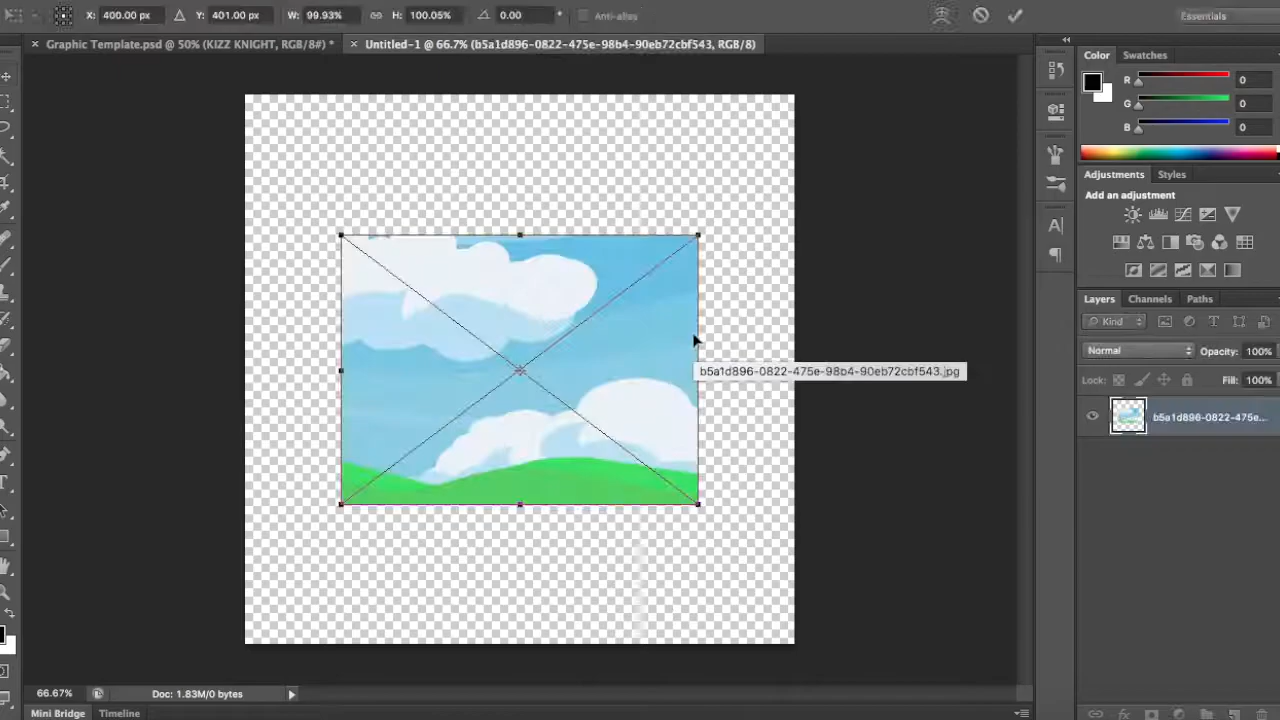 X: 400.00 px Y: 401.00 px W: 99.93% H: 100.05% 0.00 ° Anti-alias Essentials
× Graphic Template.psd @ 50% (KIZZ KNIGHT, RGB/8#) * × Untitled-1 @ 66.7% (b5a1d896-0822-475e-98b4-90eb72cbf543, RGB/8)
Color Swatches
R 0
G 0
B 0
Adjustments Styles
Add an adjustment
Layers Channels Paths
Kind
Normal Opacity: 100%
Lock: Fill: 100%
b5a1d896-0822-475e-98b4-90eb72cbf543.jpg
b5a1d896-0822-475e...
66.67% Doc: 1.83M/0 bytes
Mini Bridge Timeline